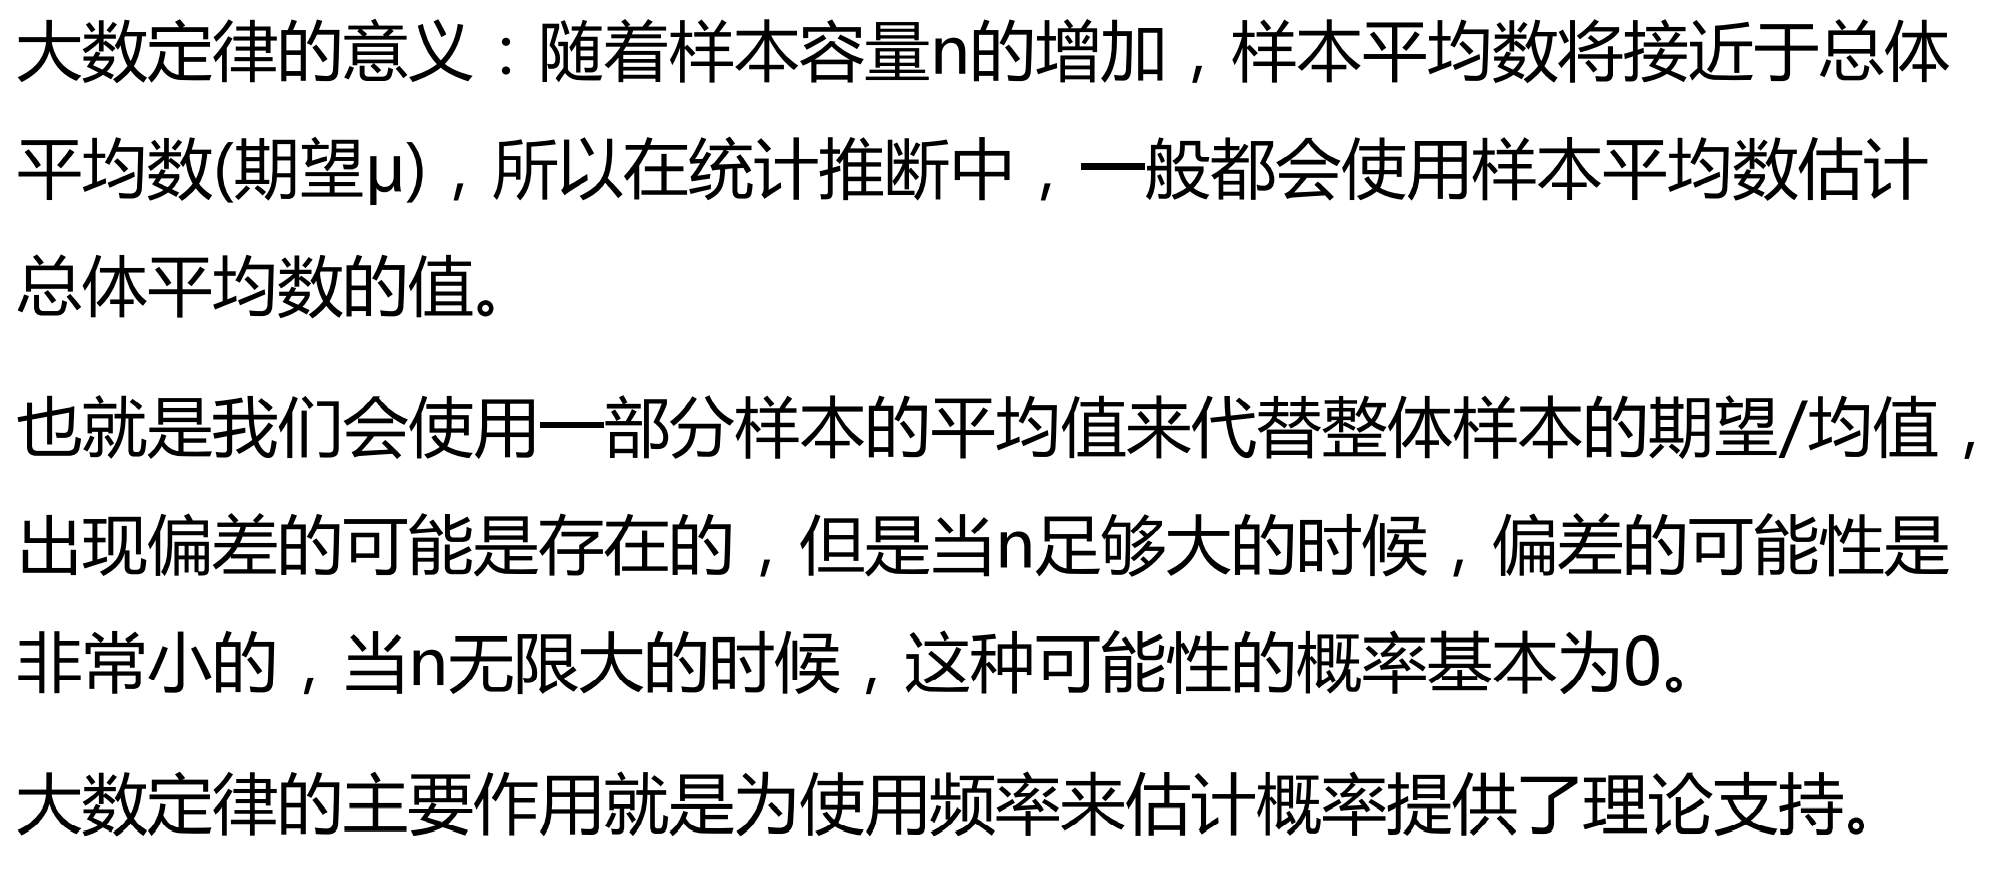 大数定律的意义：随着样本容量n的增加，样本平均数将接近于总体
平均数(期望μ)，所以在统计推断中，一般都会使用样本平均数估计
总体平均数的值。
也就是我们会使用一部分样本的平均值来代替整体样本的期望/均值，
出现偏差的可能是存在的，但是当n足够大的时候，偏差的可能性是
非常小的，当n无限大的时候，这种可能性的概率基本为0。
大数定律的主要作用就是为使用频率来估计概率提供了理论支持。